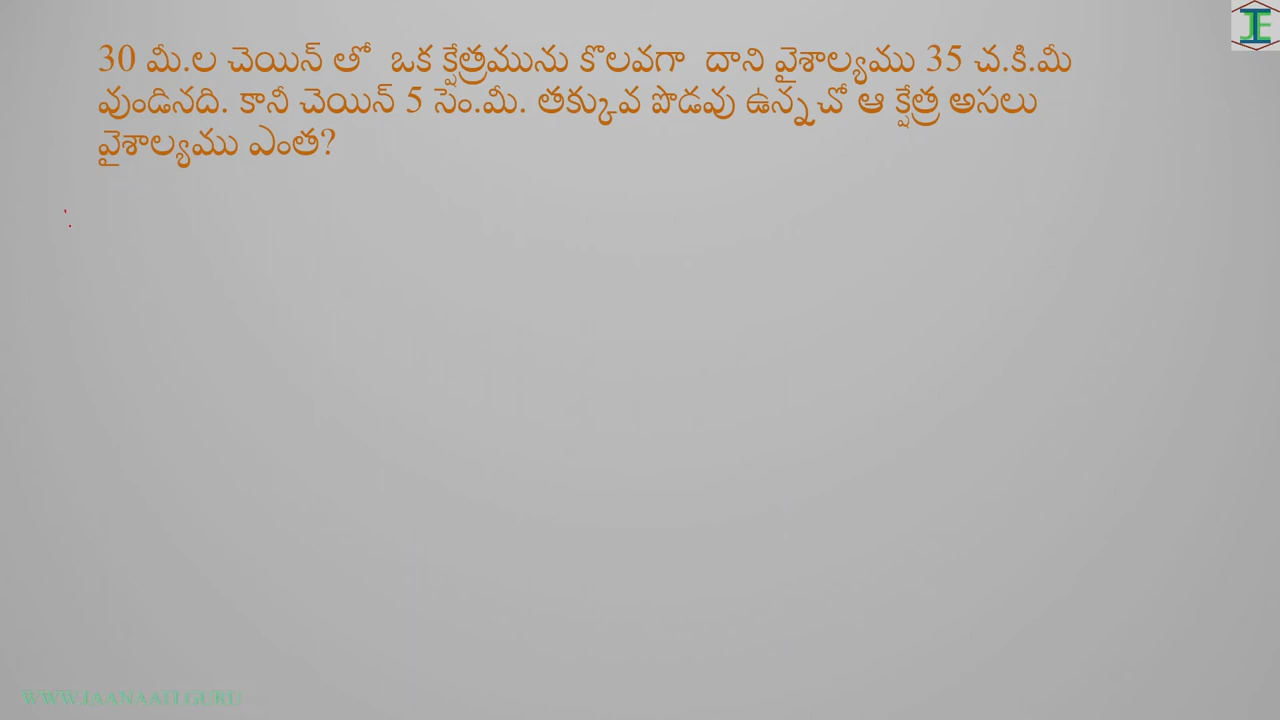 30 మీ.ల చెయిన్ తో ఒక క్షేత్రమును కొలవగా దాని వైశాల్యము 35 చ.కి.మీ
వుండినది. కానీ చెయిన్ 5 సెం.మీ. తక్కువ పొడవు ఉన్నచో ఆ క్షేత్ర అసలు
వైశాల్యము ఎంత?
WWW.JAANAATI.GURU